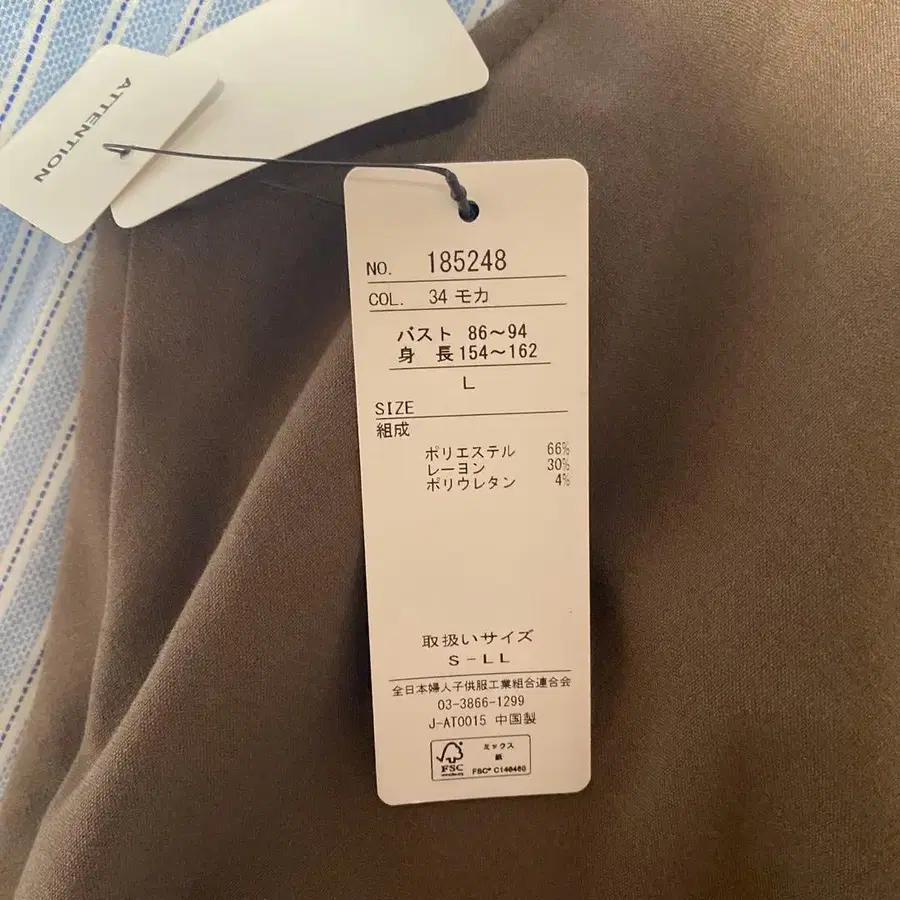 ATTENTION
NO. 185248
COL. 34 モカ
バスト 86～94
身 長 154～162
L
SIZE
組成
ポリエステル 66%
レーヨン 30%
ポリウレタン 4%
取扱いサイズ
S-LL
全日本婦人子供服工業組合連合会
03-3866-1299
J-AT0015 中国製
FSC
ミックス
紙
FSC® C146460